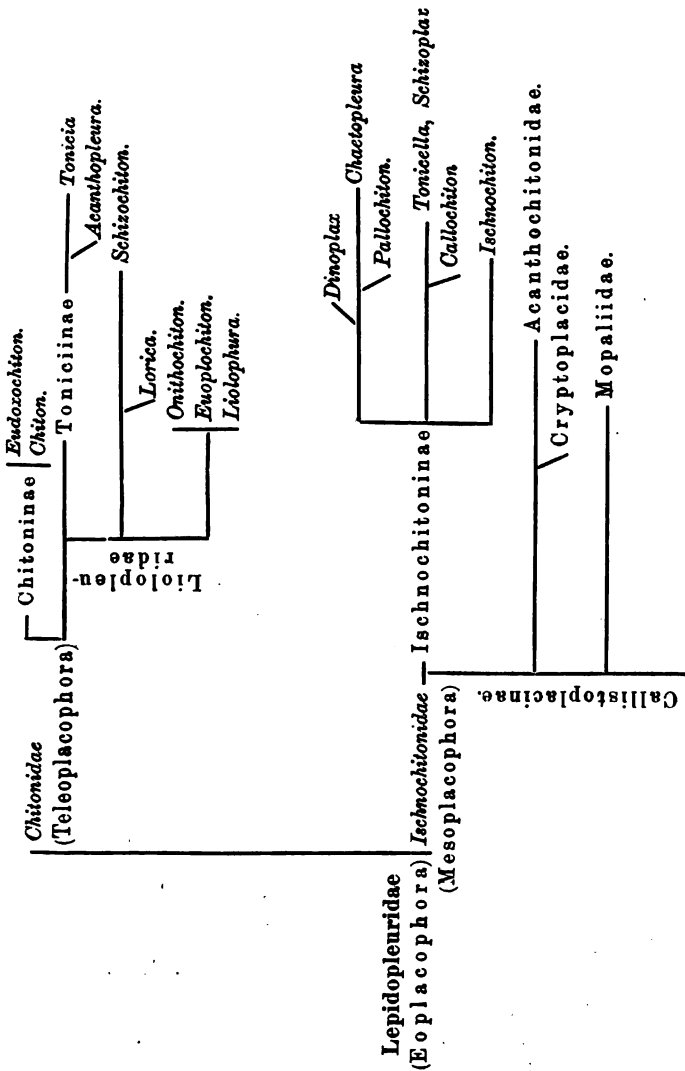 Eudoxochiton.
Chitoninae
Chiton.
Toniciinae
Tonicia
Acanthopleura.
Schizochiton.
Lorica.
Onithochiton.
Euoplochiton.
Liolophura.
Liolopleu-
ridae
Chitonidae
(Teleoplacophora)
Dinoplax
Chaetopleura
Pallochiton.
Tonicella, Schizoplax
Callochiton
Ischnochiton.
Lepidopleuridae
(Eoplacophora)
Ischnochitonidae
(Mesoplacophora)
Ischnochitoninae
Acanthochitonidae.
Cryptoplacidae.
Mopaliidae.
Callistoplacinae.